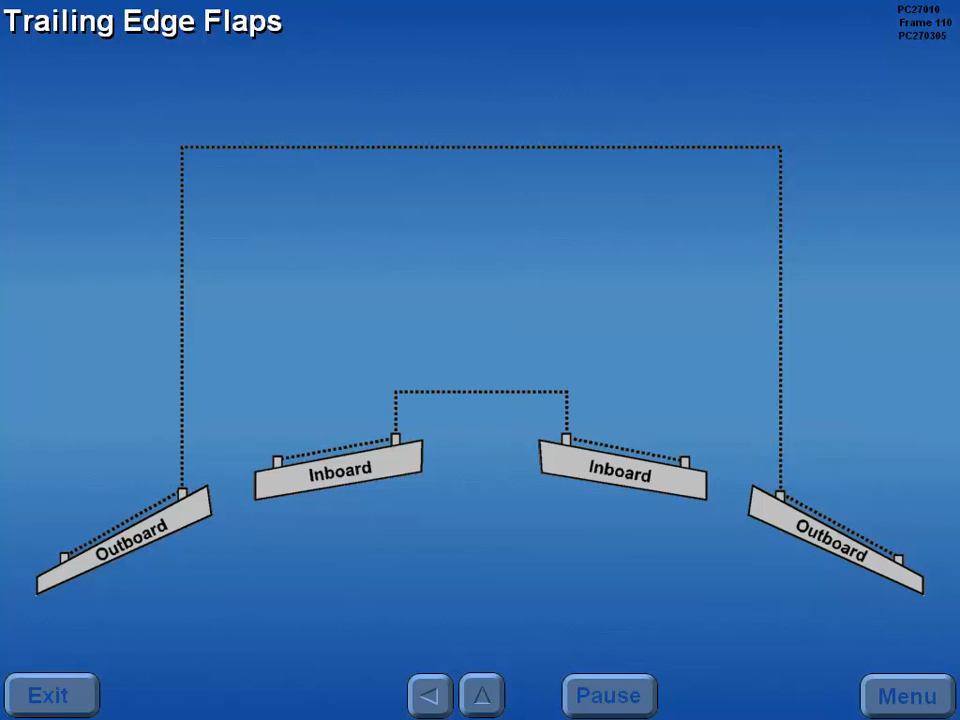 Trailing Edge Flaps
PC27010
Frame 110
PC270305
Inboard
Inboard
Outboard
Outboard
Exit
Pause
Menu